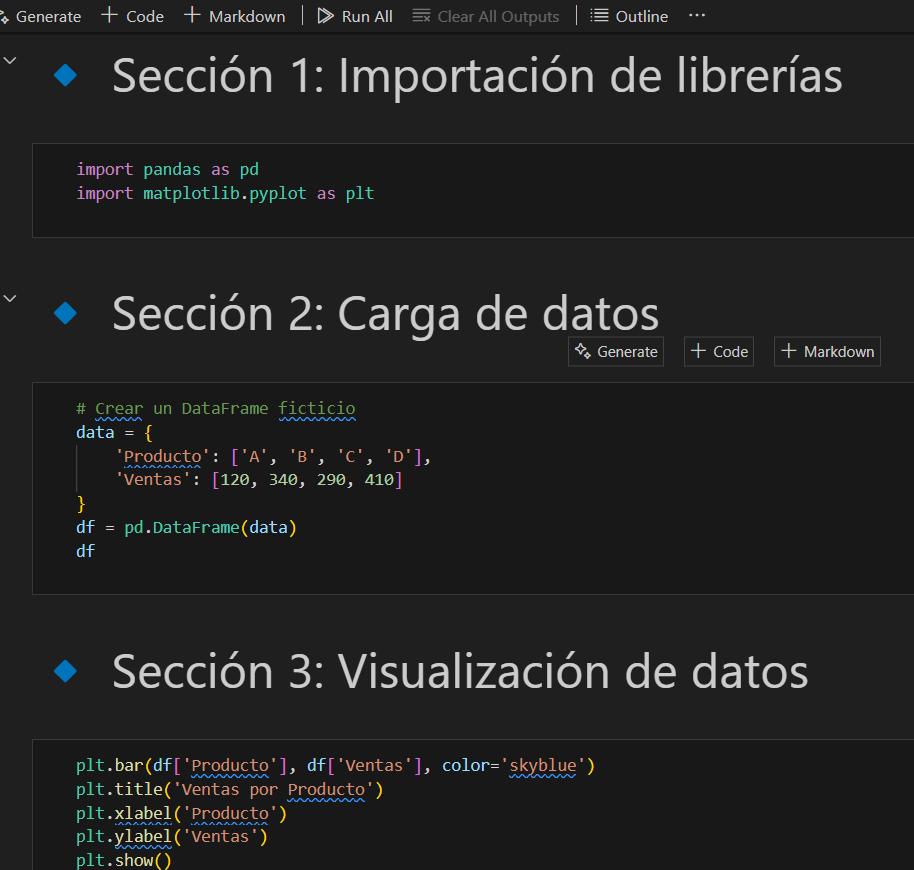 Generate + Code + Markdown Run All Clear All Outputs Outline ...
Sección 1: Importación de librerías
import pandas as pd
import matplotlib.pyplot as plt
Sección 2: Carga de datos
Generate + Code + Markdown
# Crear un DataFrame ficticio
data = {
    'Producto': ['A', 'B', 'C', 'D'],
    'Ventas': [120, 340, 290, 410]
}
df = pd.DataFrame(data)
df
Sección 3: Visualización de datos
plt.bar(df['Producto'], df['Ventas'], color='skyblue')
plt.title('Ventas por Producto')
plt.xlabel('Producto')
plt.ylabel('Ventas')
plt.show()